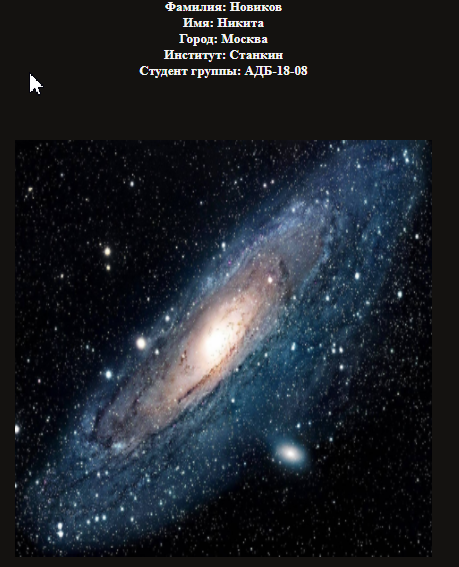 Фамилия: Новиков
Имя: Никита
Город: Москва
Институт: Станкин
Студент группы: АДБ-18-08